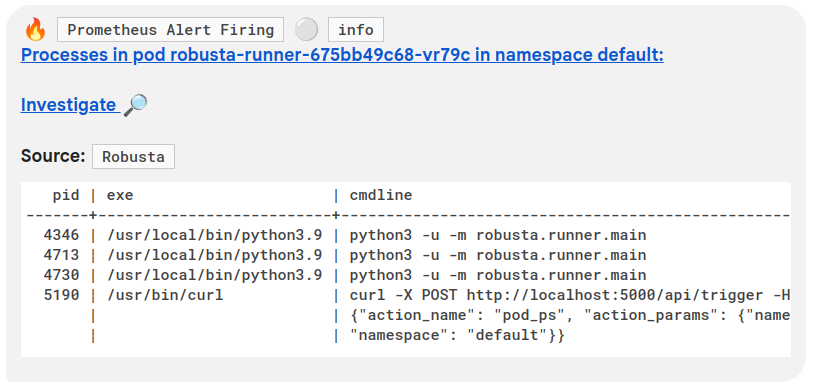 🔥 Prometheus Alert Firing ⚪ info
Processes in pod robusta-runner-675bb49c68-vr79c in namespace default:
Investigate 🔎
Source: Robusta
pid | exe | cmdline
-------+----------------------------+--------------------------------------------------
4346 | /usr/local/bin/python3.9 | python3 -u -m robusta.runner.main
4713 | /usr/local/bin/python3.9 | python3 -u -m robusta.runner.main
4730 | /usr/local/bin/python3.9 | python3 -u -m robusta.runner.main
5190 | /usr/bin/curl | curl -X POST http://localhost:5000/api/trigger -H
| | {"action_name": "pod_ps", "action_params": {"name
| | "namespace": "default"}}